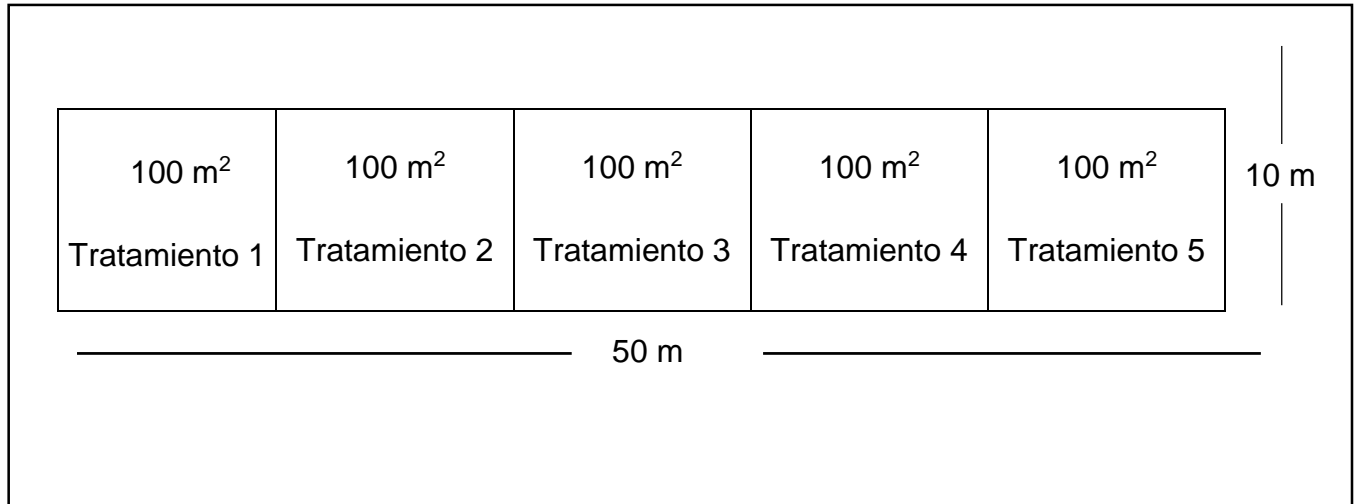 100 m²
Tratamiento 1
100 m²
Tratamiento 2
100 m²
Tratamiento 3
100 m²
Tratamiento 4
100 m²
Tratamiento 5
10 m
50 m